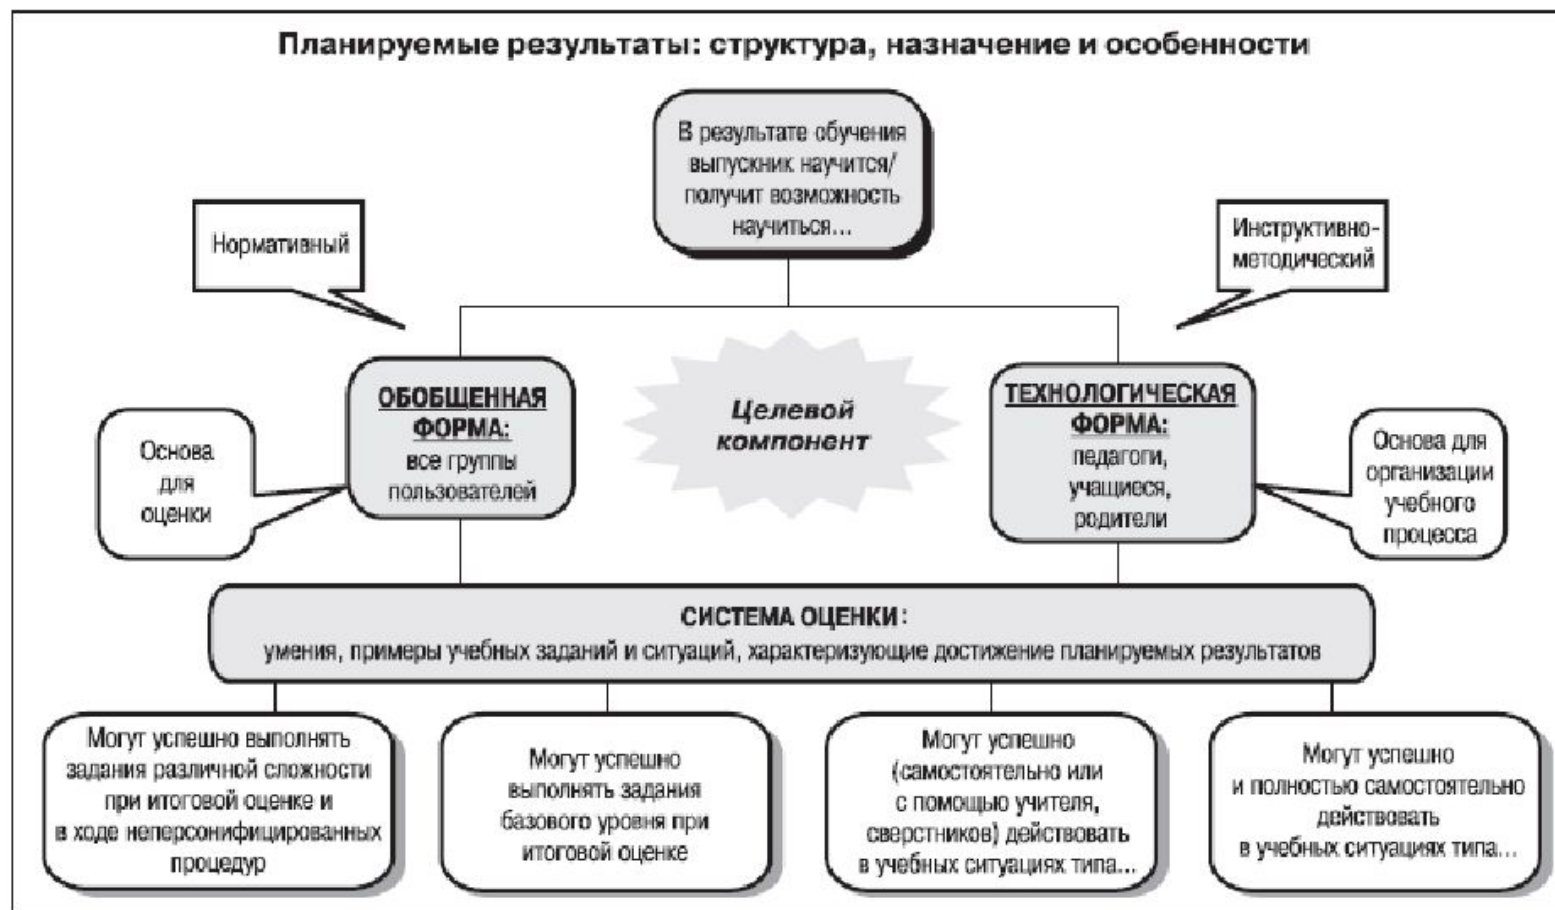 Планируемые результаты: структура, назначение и особенности
В результате обучения
выпускник научится/
получит возможность
научиться...
Нормативный
Инструктивно-
методический
ОБОБЩЕННАЯ
ФОРМА:
все группы
пользователей
Целевой
компонент
ТЕХНОЛОГИЧЕСКАЯ
ФОРМА:
педагоги,
учащиеся,
родители
Основа
для
оценки
Основа для
организации
учебного
процесса
СИСТЕМА ОЦЕНКИ:
умения, примеры учебных заданий и ситуаций, характеризующие достижение планируемых результатов
Могут успешно выполнять
задания различной сложности
при итоговой оценке и
в ходе неперсонифицированных
процедур
Могут успешно
выполнять задания
базового уровня при
итоговой оценке
Могут успешно
(самостоятельно или
с помощью учителя,
сверстников) действовать
в учебных ситуациях типа...
Могут успешно
и полностью самостоятельно
действовать
в учебных ситуациях типа...